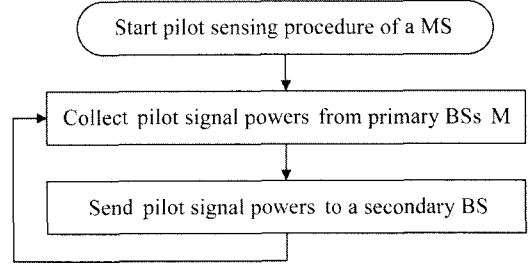 Start pilot sensing procedure of a MS
Collect pilot signal powers from primary BSs M
Send pilot signal powers to a secondary BS